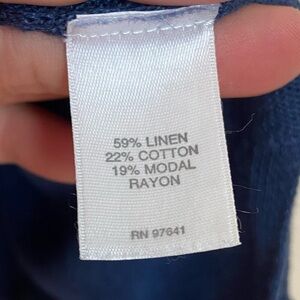 59% LINEN
22% COTTON
19% MODAL
RAYON
RN 97641